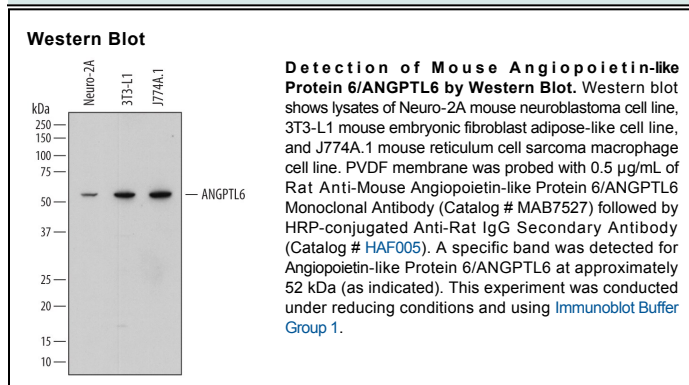 Western Blot
Neuro-2A
3T3-L1
J774A.1
kDa
250
150
100
75
50
37
25
20
15
10
ANGPTL6
Detection of Mouse Angiopoietin-like
Protein 6/ANGPTL6 by Western Blot. Western blot
shows lysates of Neuro-2A mouse neuroblastoma cell line,
3T3-L1 mouse embryonic fibroblast adipose-like cell line,
and J774A.1 mouse reticulum cell sarcoma macrophage
cell line. PVDF membrane was probed with 0.5 µg/mL of
Rat Anti-Mouse Angiopoietin-like Protein 6/ANGPTL6
Monoclonal Antibody (Catalog # MAB7527) followed by
HRP-conjugated Anti-Rat IgG Secondary Antibody
(Catalog # HAF005). A specific band was detected for
Angiopoietin-like Protein 6/ANGPTL6 at approximately
52 kDa (as indicated). This experiment was conducted
under reducing conditions and using Immunoblot Buffer
Group 1.